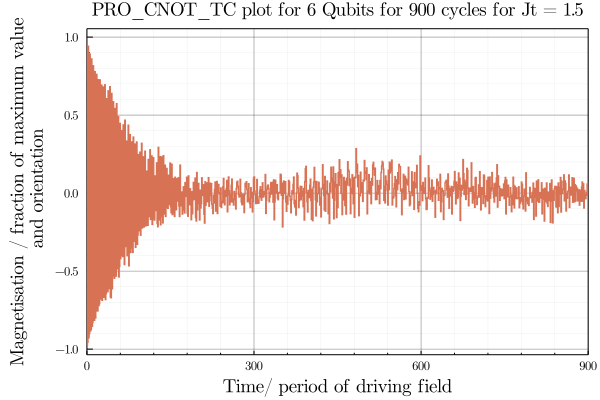 PRO_CNOT_TC plot for 6 Qubits for 900 cycles for Jt = 1.5
Magnetisation / fraction of maximum value
and orientation
1.0
0.5
0.0
−0.5
−1.0
0
300
600
900
Time/ period of driving field